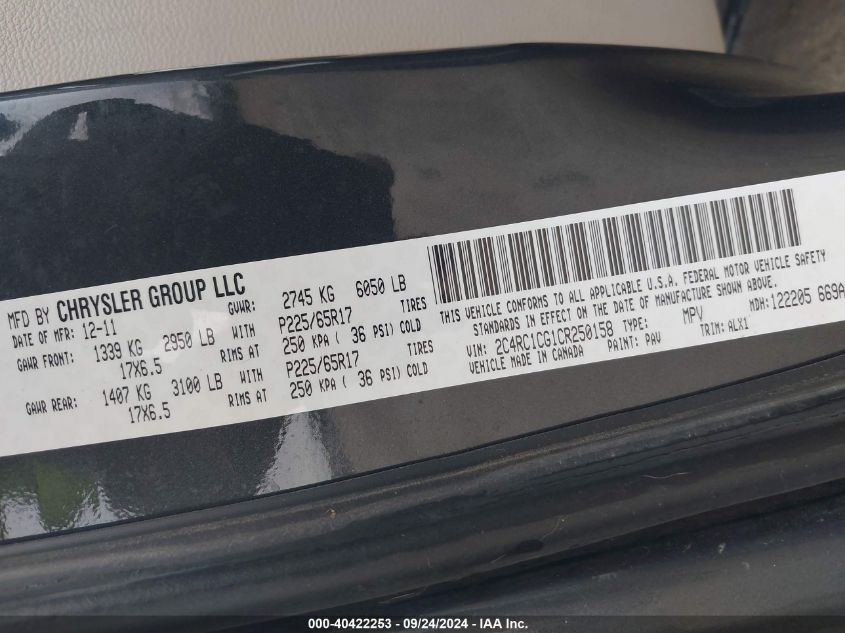 MFD BY CHRYSLER GROUP LLC
DATE OF MFR: 12-11 GVWR: 2745 KG 6050 LB
GAWR FRONT: 1339 KG 2950 LB WITH P225/65R17 TIRES
17X6.5 RIMS AT 250 KPA ( 36 PSI) COLD
GAWR REAR: 1407 KG 3100 LB WITH P225/65R17 TIRES
17X6.5 RIMS AT 250 KPA ( 36 PSI) COLD
THIS VEHICLE CONFORMS TO ALL APPLICABLE U.S.A. FEDERAL MOTOR VEHICLE SAFETY
STANDARDS IN EFFECT ON THE DATE OF MANUFACTURE SHOWN ABOVE.
VIN: 2C4RC1CG1CR250158 TYPE: MPV MDH: 122205 669A
VEHICLE MADE IN CANADA PAINT: PAV TRIM: ALX1
000-40422253 - 09/24/2024 - IAA Inc.